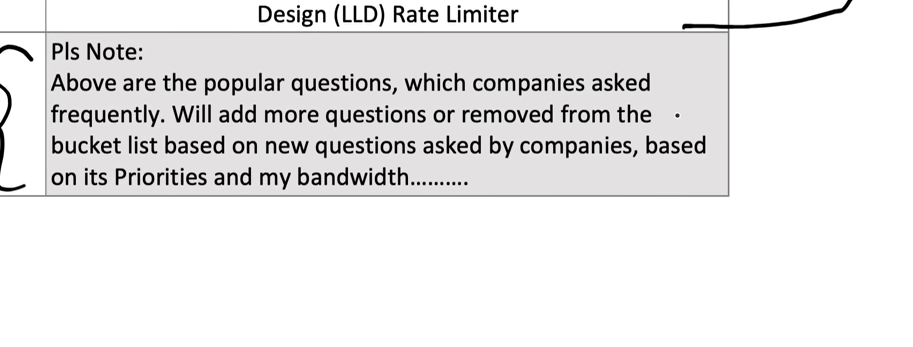 Design (LLD) Rate Limiter
Pls Note:
Above are the popular questions, which companies asked
frequently. Will add more questions or removed from the
bucket list based on new questions asked by companies, based
on its Priorities and my bandwidth..........